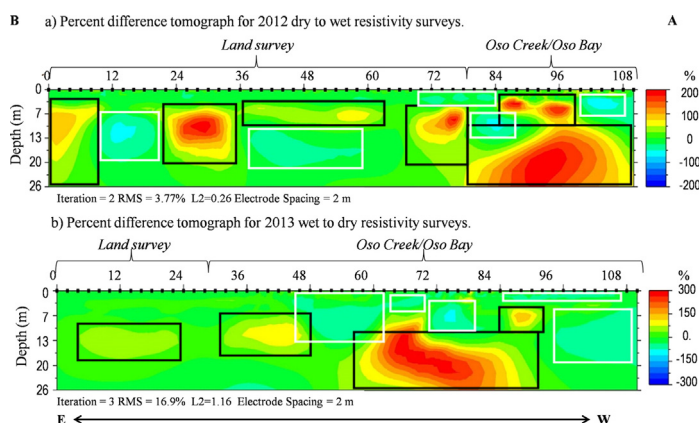 B a) Percent difference tomograph for 2012 dry to wet resistivity surveys. A
Land survey Oso Creek/Oso Bay
0 12 24 36 48 60 72 84 96 108 %
Depth (m)
0
7
13
20
26
200
100
0
-100
-200
Iteration = 2 RMS = 3.77% L2=0.26 Electrode Spacing = 2 m
b) Percent difference tomograph for 2013 wet to dry resistivity surveys.
Land survey Oso Creek/Oso Bay
0 12 24 36 48 60 72 84 96 108 %
Depth (m)
0
7
13
20
26
300
150
0.
-150
-300
Iteration = 3 RMS = 16.9% L2=1.16 Electrode Spacing = 2 m
E W